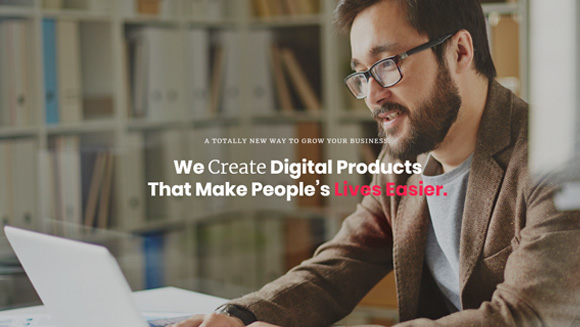 A TOTALLY NEW WAY TO GROW YOUR BUSINESS.
We Create Digital Products
That Make People's Lives Easier.